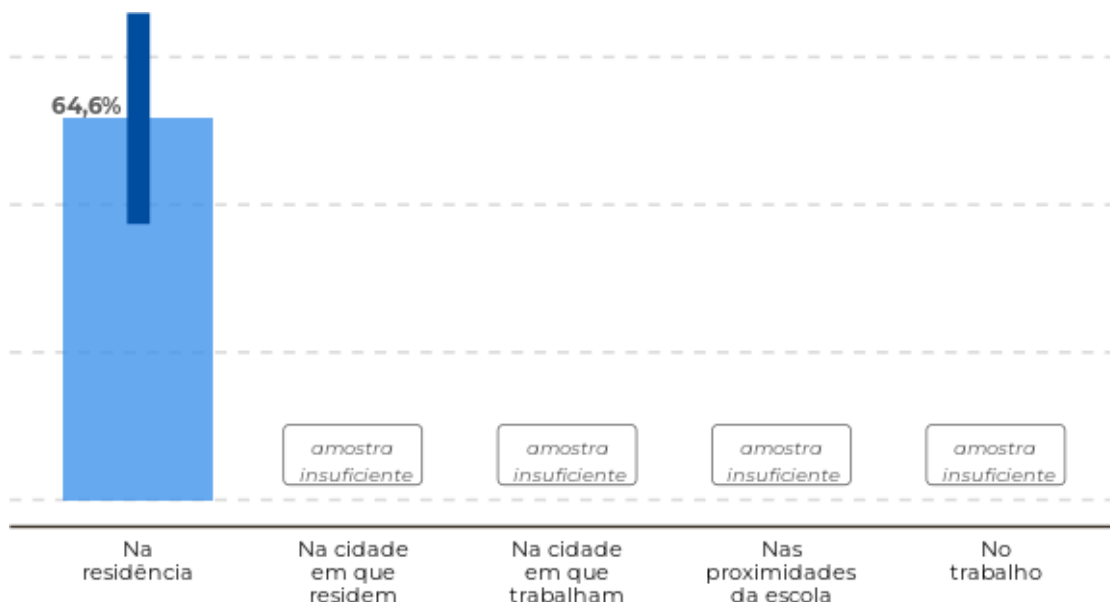 64,6%
amostra
insuficiente
amostra
insuficiente
amostra
insuficiente
amostra
insuficiente
Na
residência
Na cidade
em que
residem
Na cidade
em que
trabalham
Nas
proximidades
da escola
No
trabalho